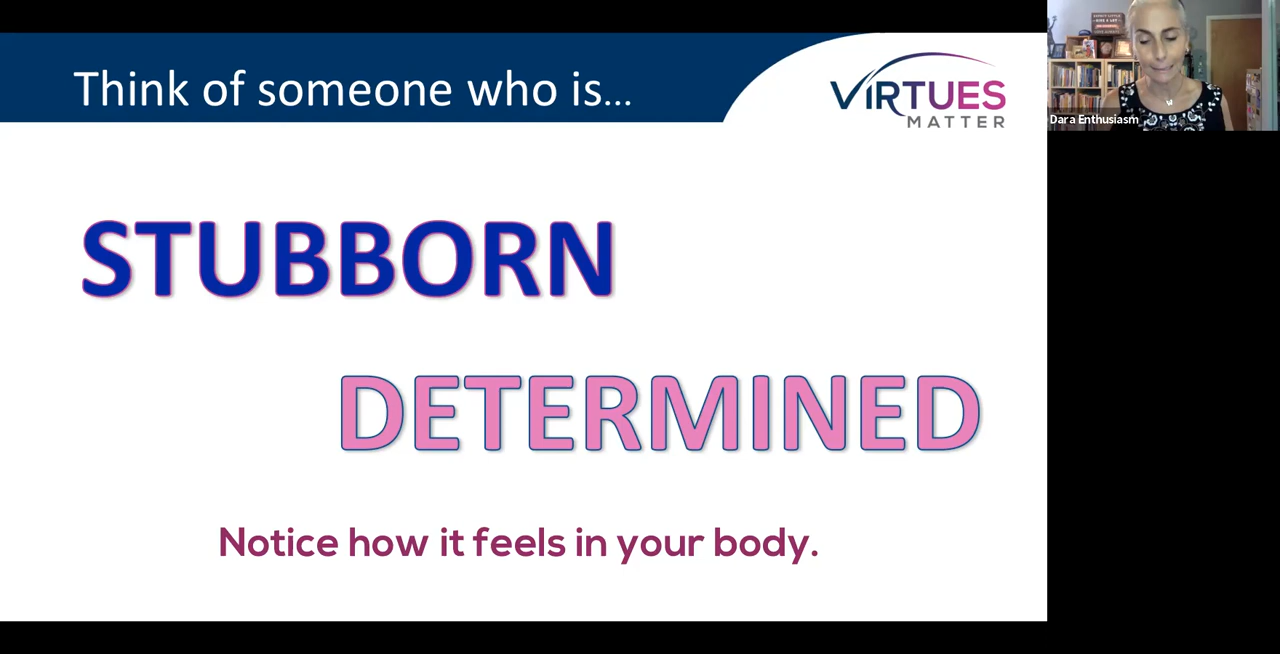 Think of someone who is...
VIRTUES
MATTER
Dara Enthusiasm
STUBBORN
DETERMINED
Notice how it feels in your body.